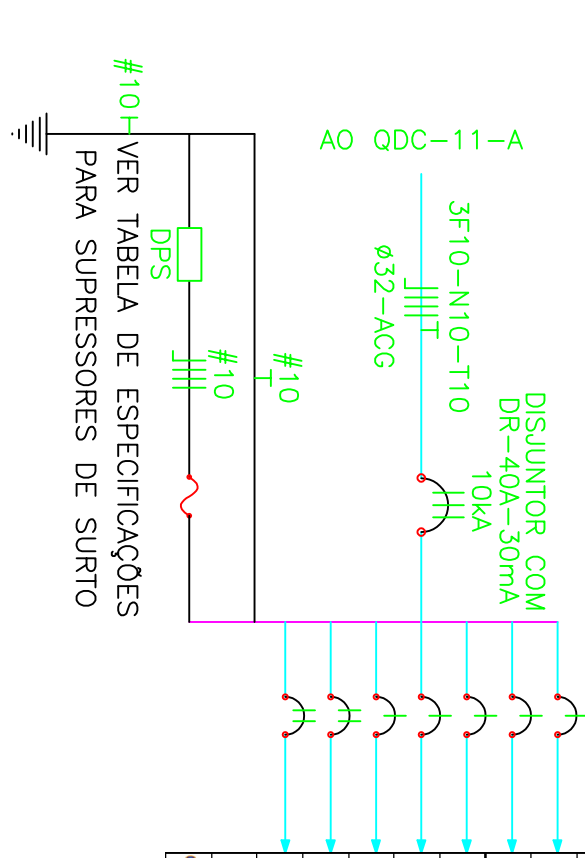 AO QDC-11-A
3F10-N10-T10
ø32-ACG
DISJUNTOR COM
DR-40A-30mA
10kA
#10
#10
#10
DPS
VER TABELA DE ESPECIFICAÇÕES
PARA SUPRESSORES DE SURTO